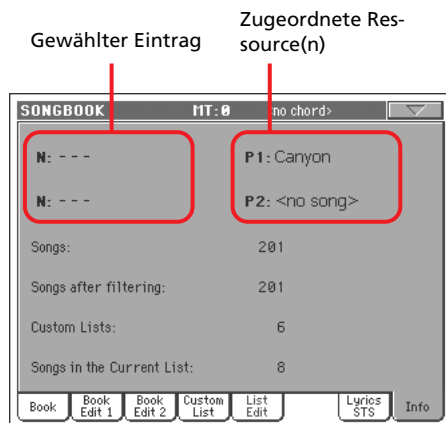 Gewählter Eintrag
Zugeordnete Res-
source(n)
SONGBOOK MT:0 <no chord>
N: - - - P1: Canyon
N: - - - P2: <no song>
Songs: 201
Songs after filtering: 201
Custom Lists: 6
Songs in the Current List: 8
Book Book Edit 1 Book Edit 2 Custom List List Edit Lyrics STS Info